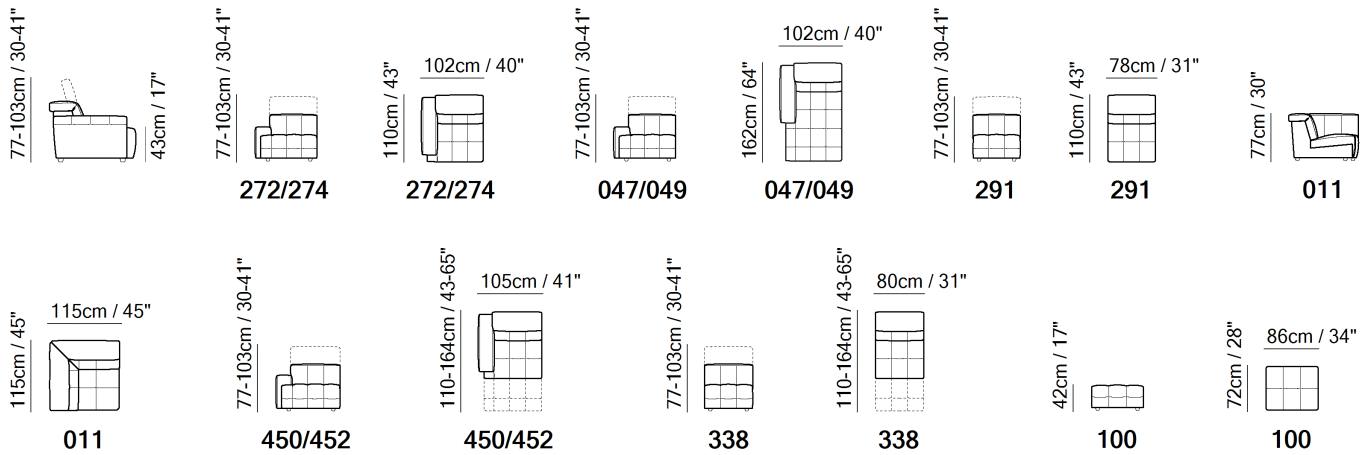 77-103cm / 30-41"
43cm / 17"
77-103cm / 30-41"
272/274
110cm / 43"
102cm / 40"
272/274
77-103cm / 30-41"
047/049
162cm / 64"
102cm / 40"
047/049
77-103cm / 30-41"
291
110cm / 43"
78cm / 31"
291
77cm / 30"
011
115cm / 45"
115cm / 45"
011
77-103cm / 30-41"
450/452
110-164cm / 43-65"
105cm / 41"
450/452
77-103cm / 30-41"
338
110-164cm / 43-65"
80cm / 31"
338
42cm / 17"
100
72cm / 28"
86cm / 34"
100